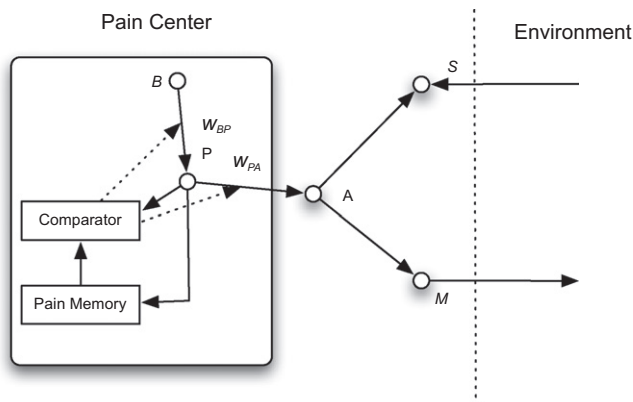 Pain Center
Environment
S
B
W_BP
P
W_PA
A
Comparator
Pain Memory
M